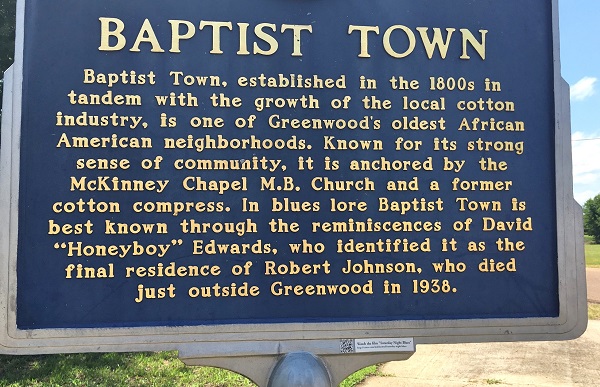 BAPTIST TOWN
Baptist Town, established in the 1800s in
tandem with the growth of the local cotton
industry, is one of Greenwood's oldest African
American neighborhoods. Known for its strong
sense of community, it is anchored by the
McKinney Chapel M.B. Church and a former
cotton compress. In blues lore Baptist Town is
best known through the reminiscences of David
“Honeyboy” Edwards, who identified it as the
final residence of Robert Johnson, who died
just outside Greenwood in 1938.